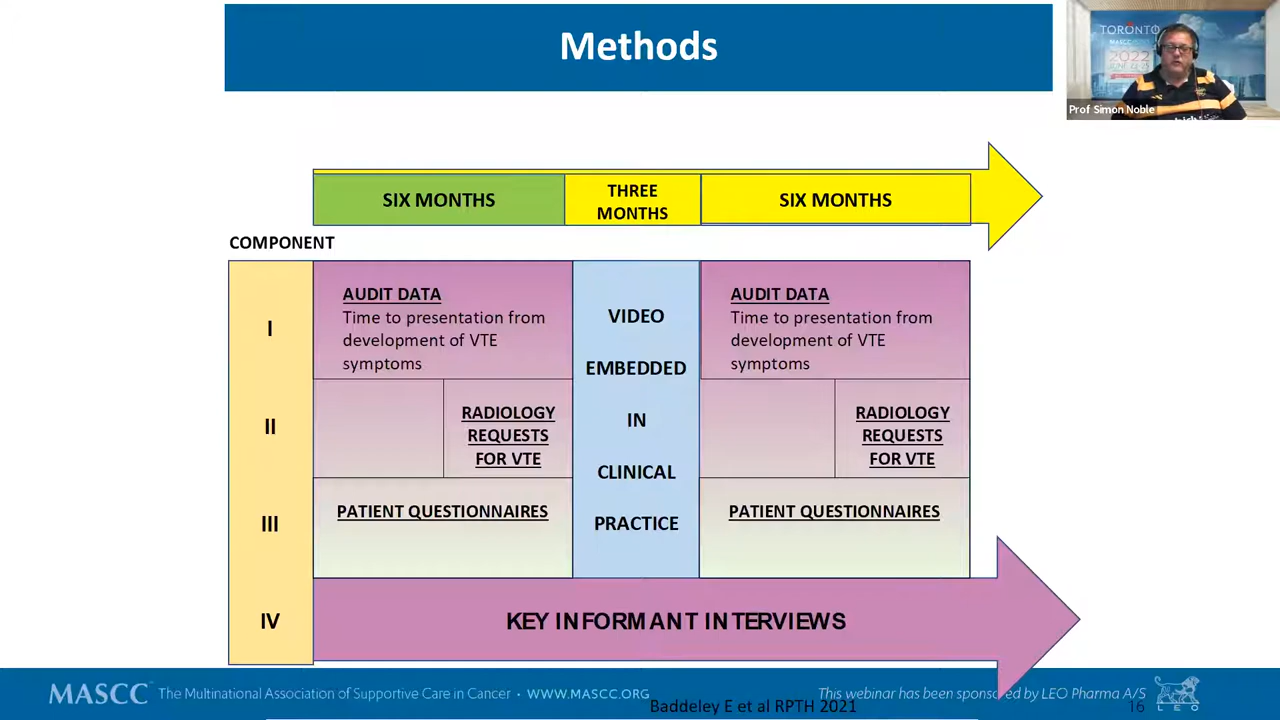 Methods
TORONTO
MASCC
2022
Prof Simon Noble
SIX MONTHS
THREE
MONTHS
SIX MONTHS
COMPONENT
I
AUDIT DATA
Time to presentation from
development of VTE
symptoms
II
RADIOLOGY
REQUESTS
FOR VTE
III
PATIENT QUESTIONNAIRES
VIDEO
EMBEDDED
IN
CLINICAL
PRACTICE
AUDIT DATA
Time to presentation from
development of VTE
symptoms
RADIOLOGY
REQUESTS
FOR VTE
PATIENT QUESTIONNAIRES
IV
KEY INFORMANT INTERVIEWS
MASCC The Multinational Association of Supportive Care in Cancer • WWW.MASCC.ORG
This webinar has been sponsored by LEO Pharma A/S
LEO
Baddeley E et al RPTH 2021
16